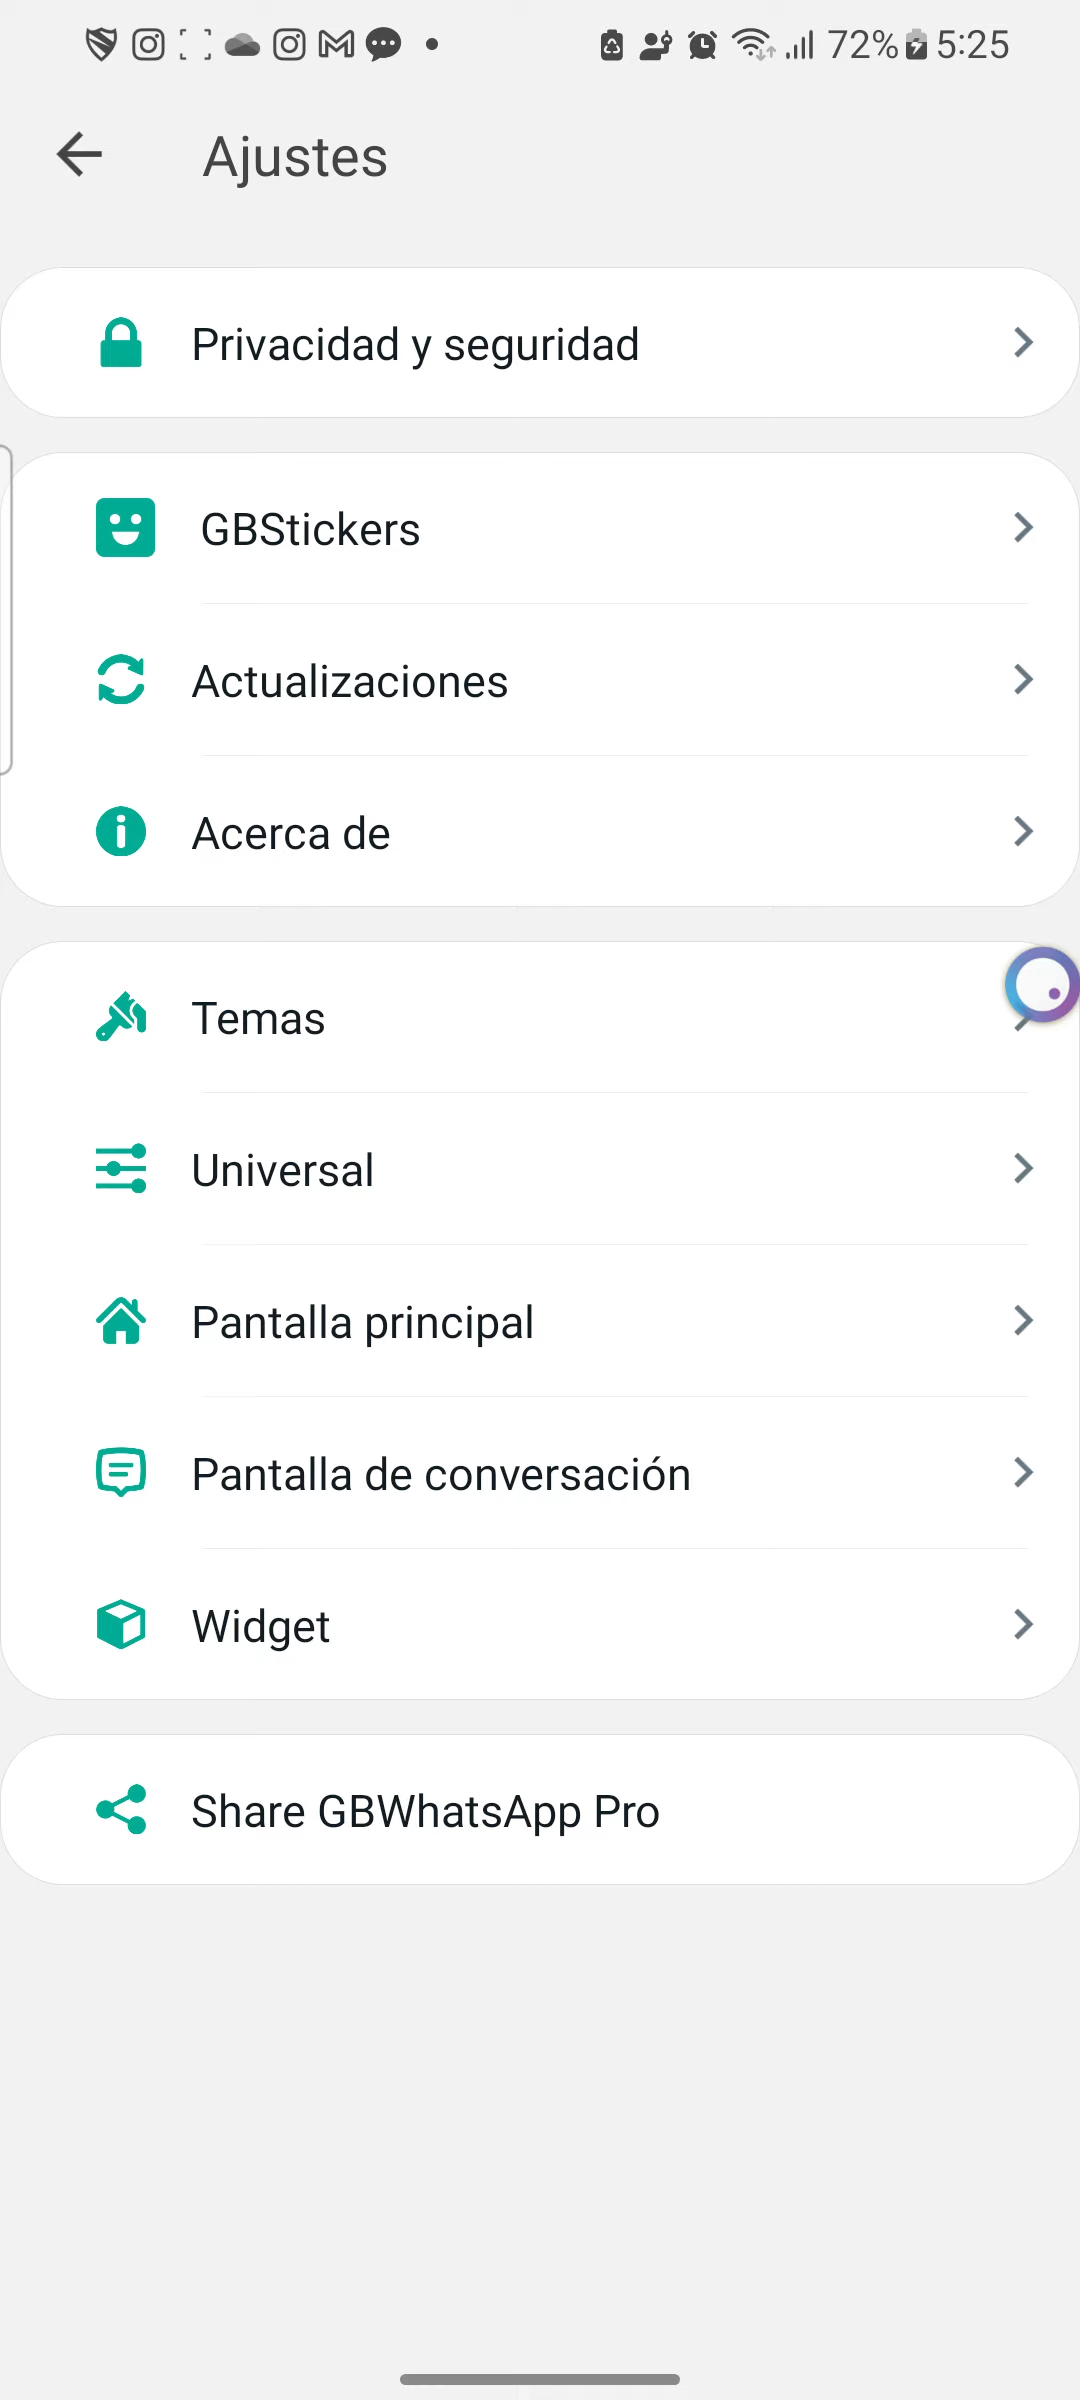 72% 5:25
Ajustes
Privacidad y seguridad
GBStickers
Actualizaciones
Acerca de
Temas
Universal
Pantalla principal
Pantalla de conversación
Widget
Share GBWhatsApp Pro